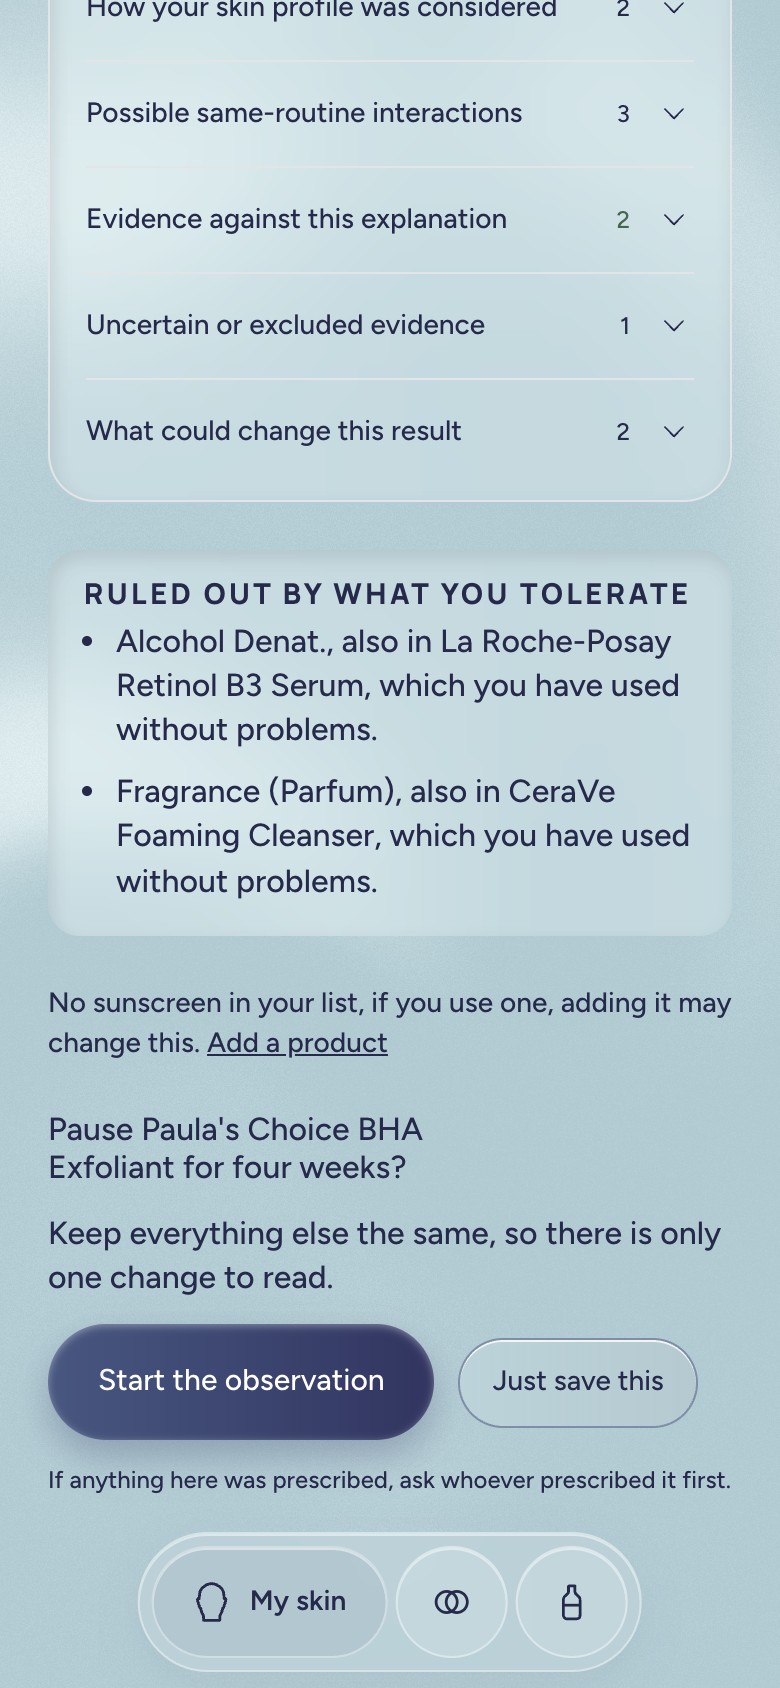 How your skin profile was considered 2
Possible same-routine interactions 3
Evidence against this explanation 2
Uncertain or excluded evidence 1
What could change this result 2
RULED OUT BY WHAT YOU TOLERATE
• Alcohol Denat., also in La Roche-Posay
Retinol B3 Serum, which you have used
without problems.
• Fragrance (Parfum), also in CeraVe
Foaming Cleanser, which you have used
without problems.
No sunscreen in your list, if you use one, adding it may
change this. Add a product
Pause Paula's Choice BHA
Exfoliant for four weeks?
Keep everything else the same, so there is only
one change to read.
Start the observation
Just save this
If anything here was prescribed, ask whoever prescribed it first.
My skin